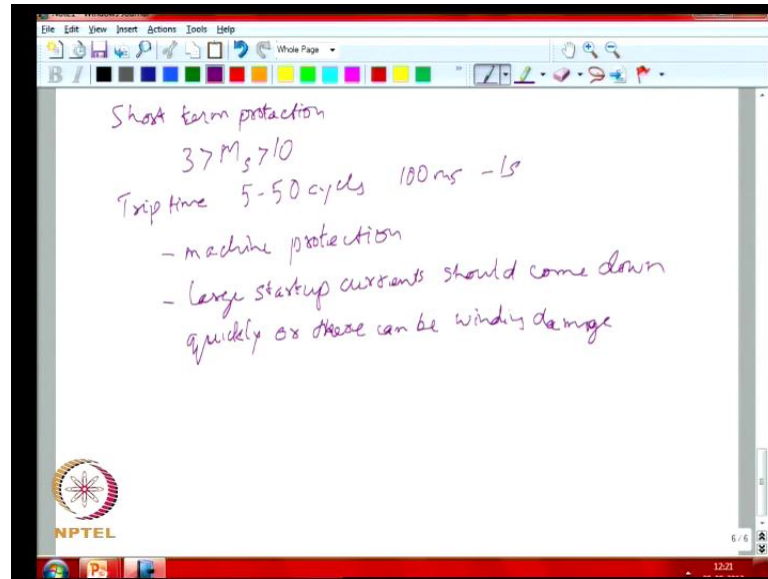 File Edit View Insert Actions Tools Help
Whole Page
B I
Short term protection
3 > Ms > 10
Trip time 5-50 cycls 100 ms - 1s
- machine protection
- Large startup currents should come down
quickly or there can be winding damage
NPTEL
6/6
12:21